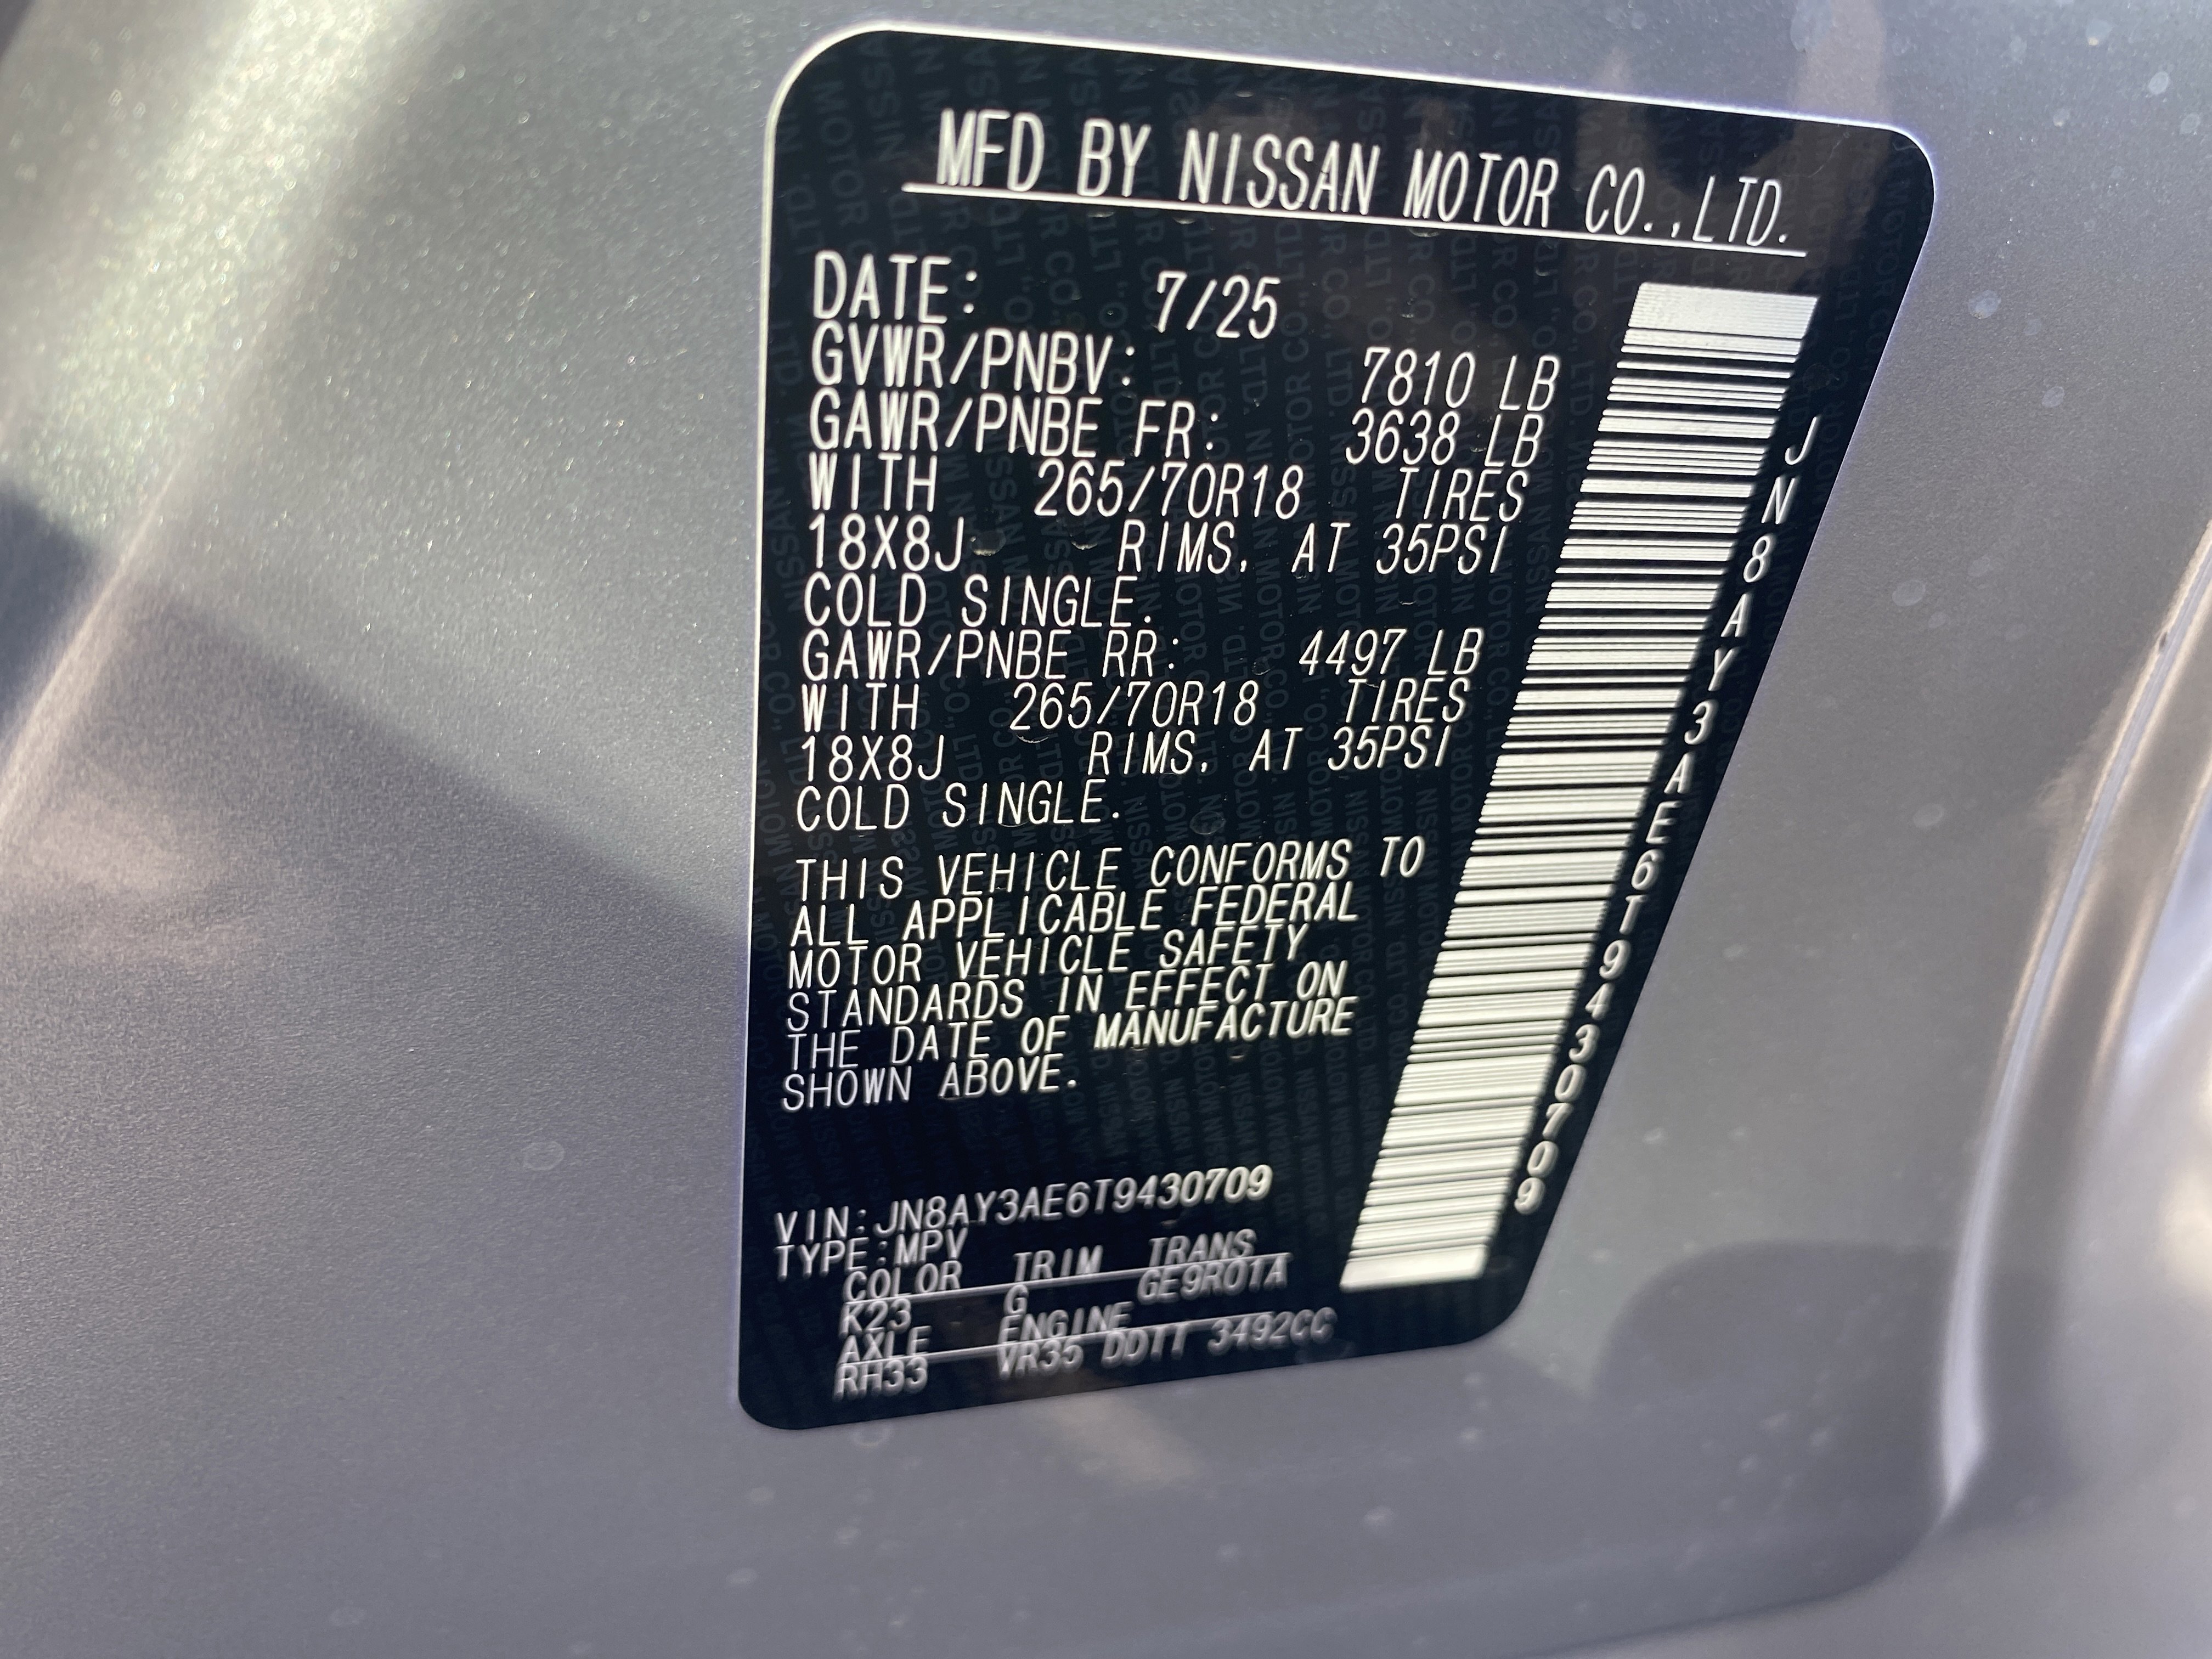 MFD BY NISSAN MOTOR CO.,LTD.
DATE: 7/25
GVWR/PNBV: 7810 LB
GAWR/PNBE FR: 3638 LB
WITH 265/70R18 TIRES
18X8J RIMS, AT 35PSI
COLD SINGLE.
GAWR/PNBE RR: 4497 LB
WITH 265/70R18 TIRES
18X8J RIMS, AT 35PSI
COLD SINGLE.
THIS VEHICLE CONFORMS TO
ALL APPLICABLE FEDERAL
MOTOR VEHICLE SAFETY
STANDARDS IN EFFECT ON
THE DATE OF MANUFACTURE
SHOWN ABOVE.
VIN:JN8AY3AE6T9430709
TYPE:MPV
COLOR TRIM TRANS
K23 G GE9R01A
AXLE ENGINE
RH33 VR35 DDTT 3492CC
JN8AY3AE6T9430709